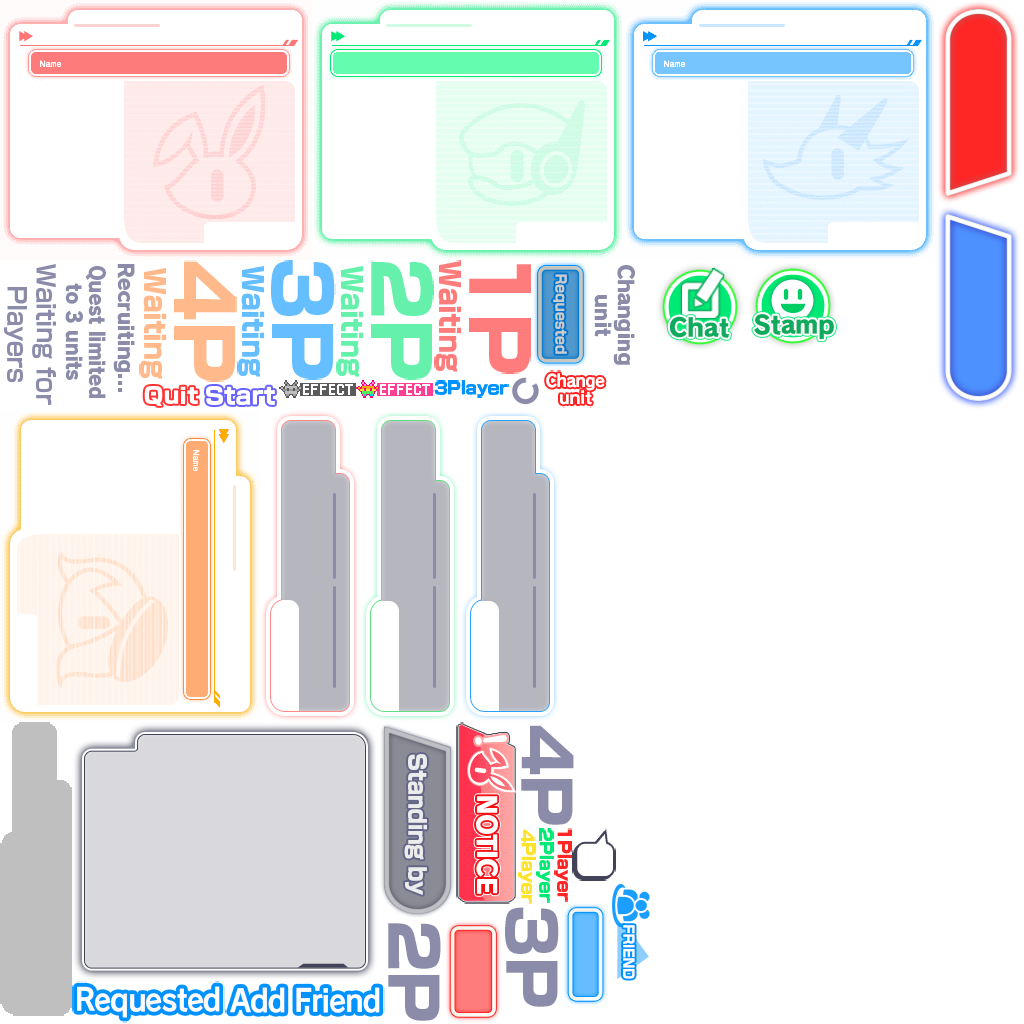 Name
Name
Waiting for
Players
Quest limited
to 3 units
Recruiting...
Waiting
4P
Waiting
3P
Waiting
2P
Waiting
1P
Requested
Changing
unit
Chat
Stamp
Quit
Start
EFFECT
EFFECT
3Player
Change
unit
Name
Standing by
NOTICE
4P
1Player
2Player
4Player
3P
2P
FRIEND
Requested Add Friend